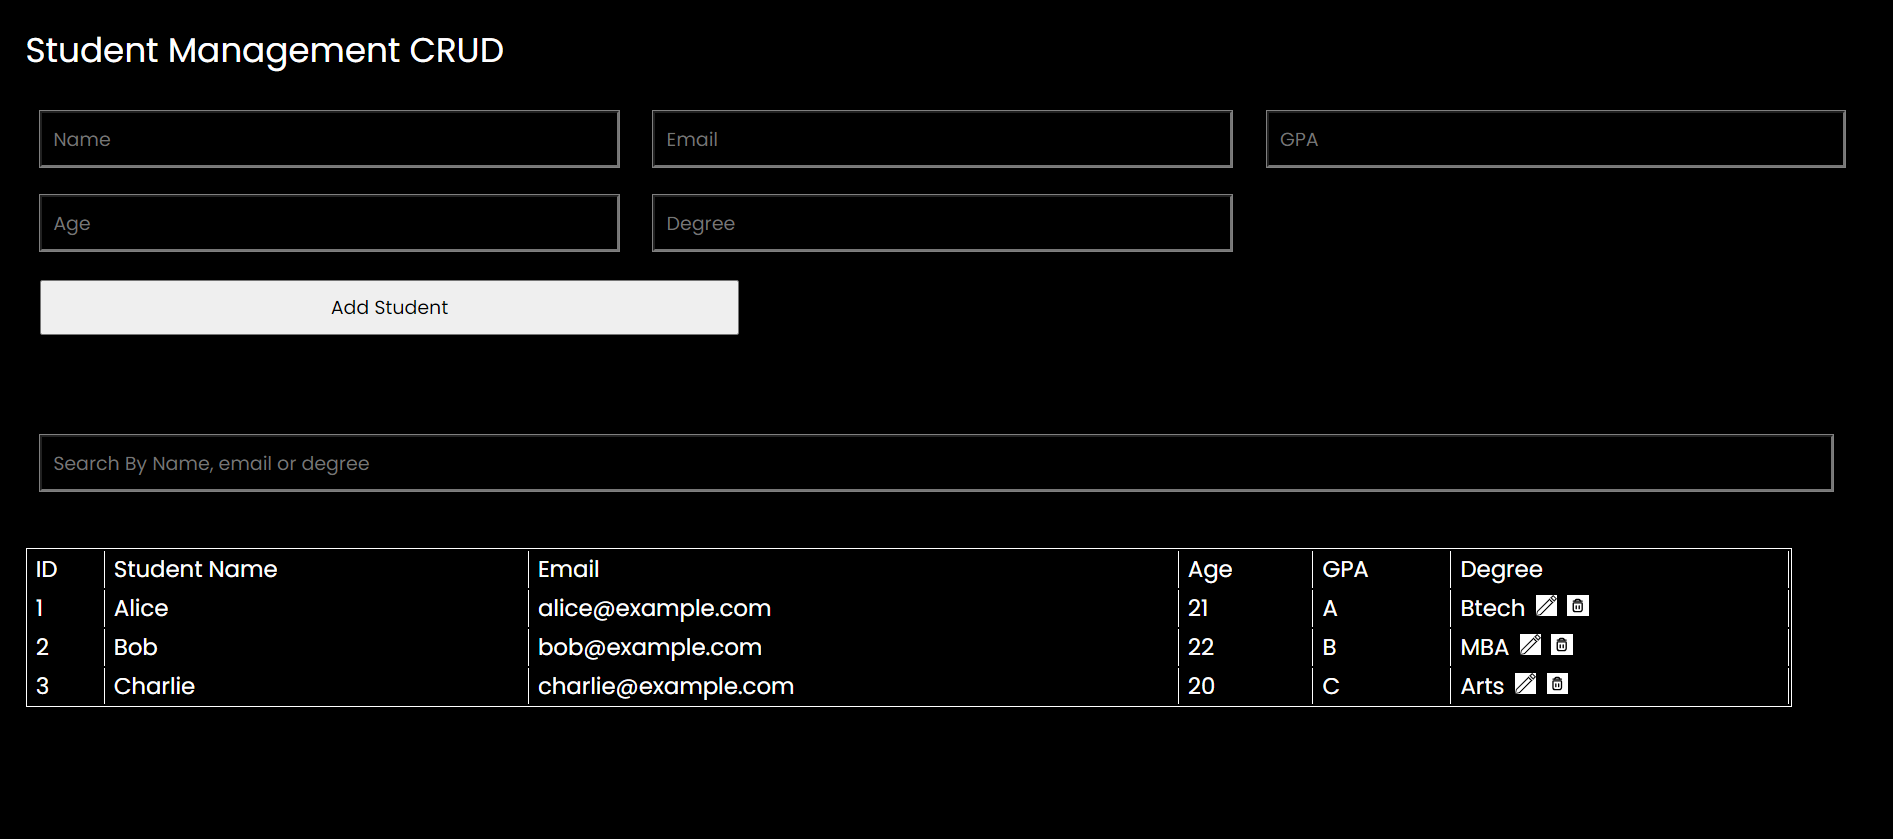 Student Management CRUD
Name Email GPA
Age Degree
Add Student
Search By Name, email or degree
ID Student Name Email Age GPA Degree
1 Alice alice@example.com 21 A Btech
2 Bob bob@example.com 22 B MBA
3 Charlie charlie@example.com 20 C Arts